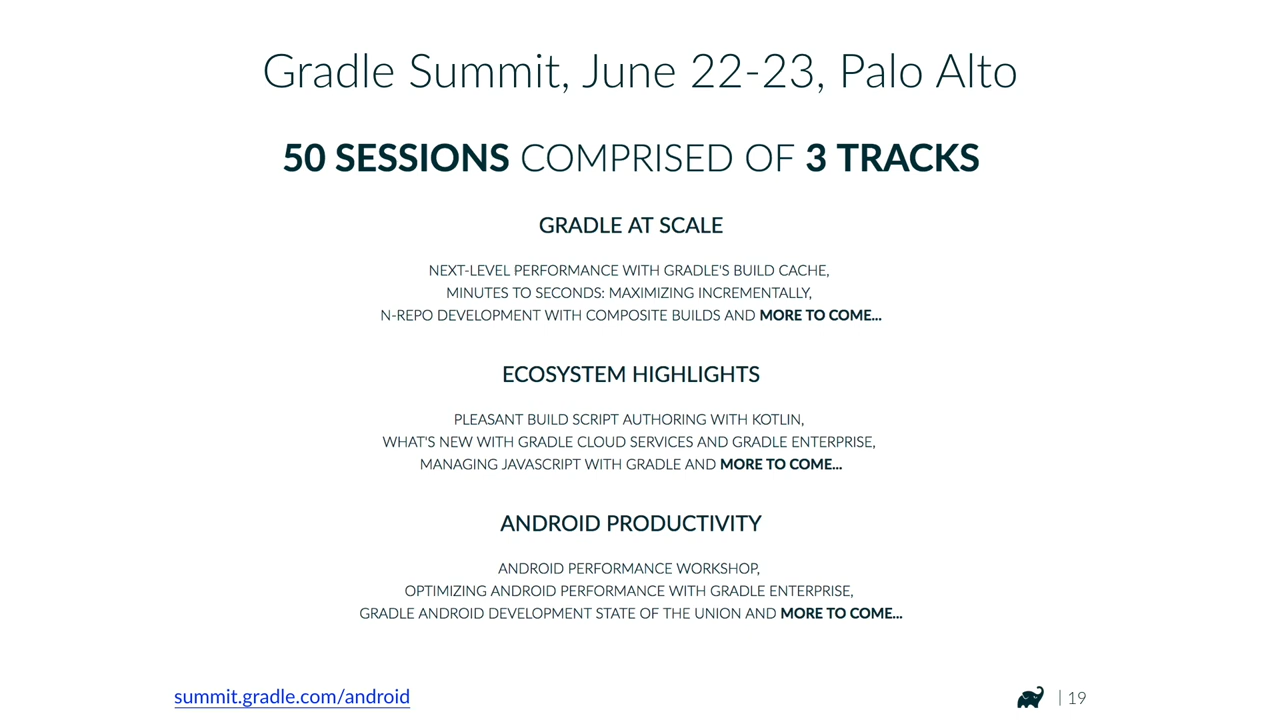 Gradle Summit, June 22-23, Palo Alto
50 SESSIONS COMPRISED OF 3 TRACKS
GRADLE AT SCALE
NEXT-LEVEL PERFORMANCE WITH GRADLE'S BUILD CACHE,
MINUTES TO SECONDS: MAXIMIZING INCREMENTALLY,
N-REPO DEVELOPMENT WITH COMPOSITE BUILDS AND MORE TO COME...
ECOSYSTEM HIGHLIGHTS
PLEASANT BUILD SCRIPT AUTHORING WITH KOTLIN,
WHAT'S NEW WITH GRADLE CLOUD SERVICES AND GRADLE ENTERPRISE,
MANAGING JAVASCRIPT WITH GRADLE AND MORE TO COME...
ANDROID PRODUCTIVITY
ANDROID PERFORMANCE WORKSHOP,
OPTIMIZING ANDROID PERFORMANCE WITH GRADLE ENTERPRISE,
GRADLE ANDROID DEVELOPMENT STATE OF THE UNION AND MORE TO COME...
summit.gradle.com/android
| 19